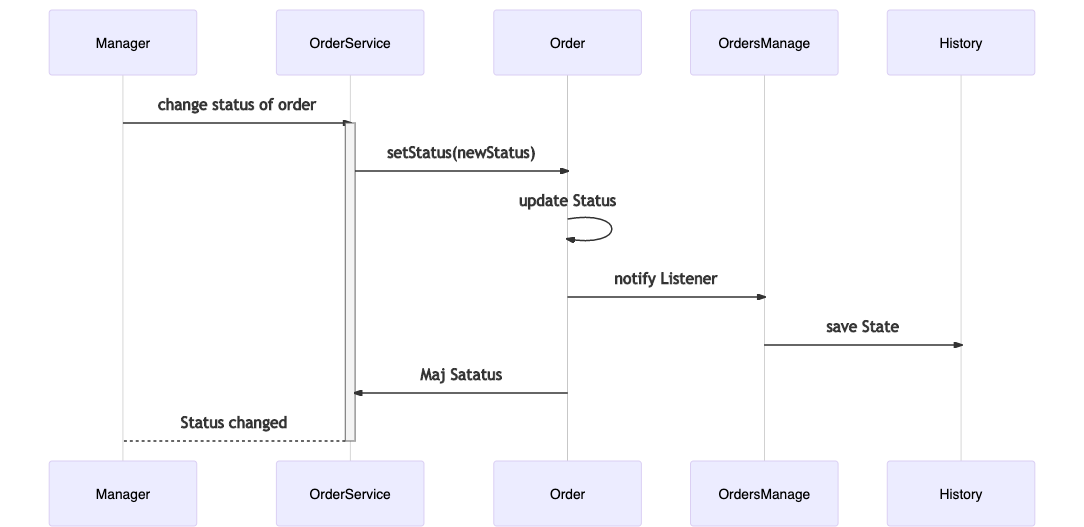 Manager
OrderService
Order
OrdersManage
History
change status of order
setStatus(newStatus)
update Status
notify Listener
save State
Maj Satatus
Status changed
Manager
OrderService
Order
OrdersManage
History